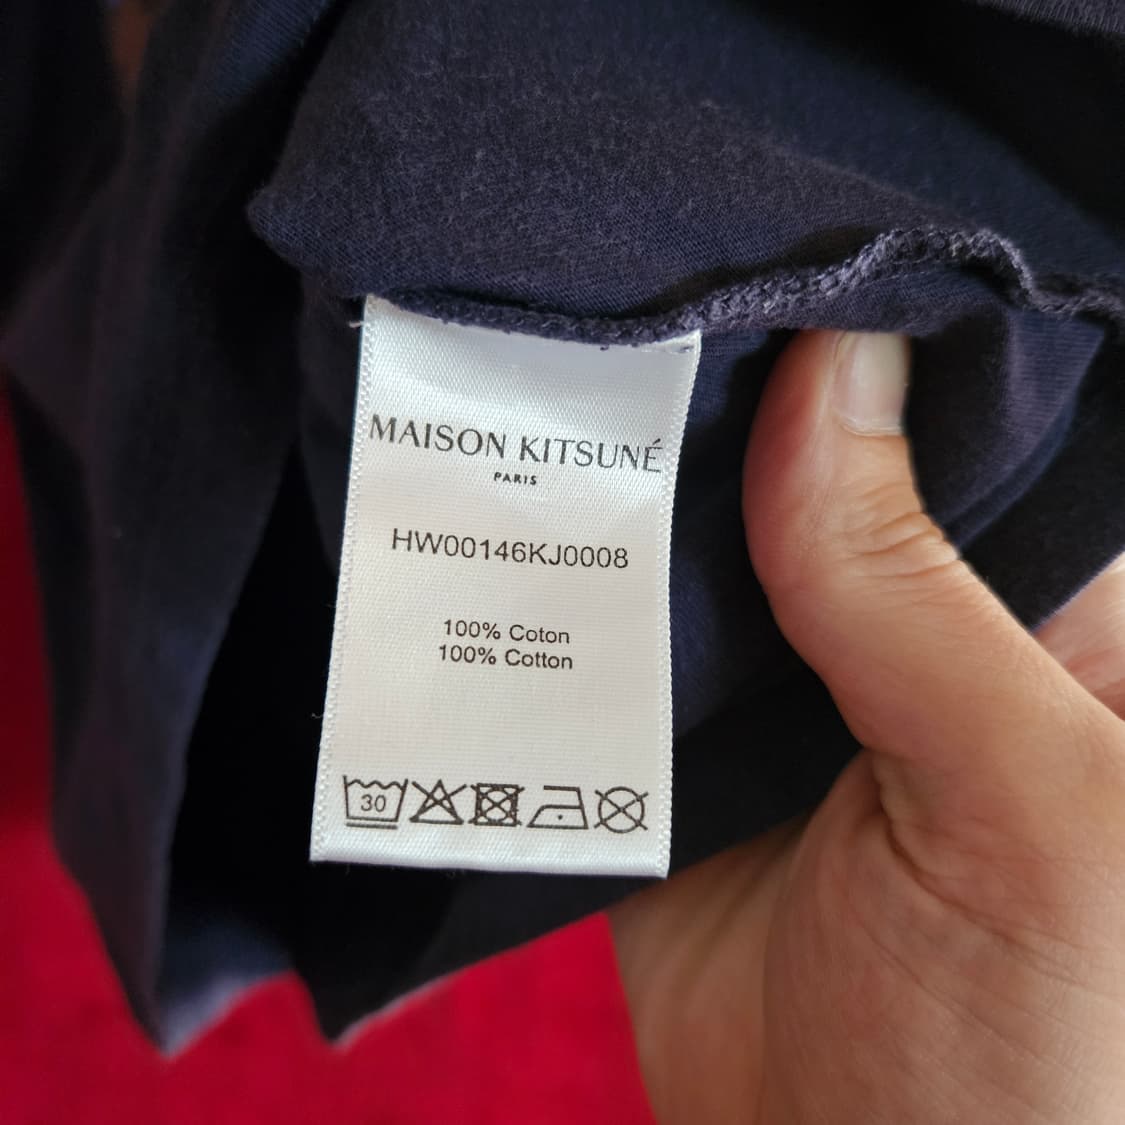 MAISON KITSUNÉ
PARIS
HW00146KJ0008
100% Coton
100% Cotton
30